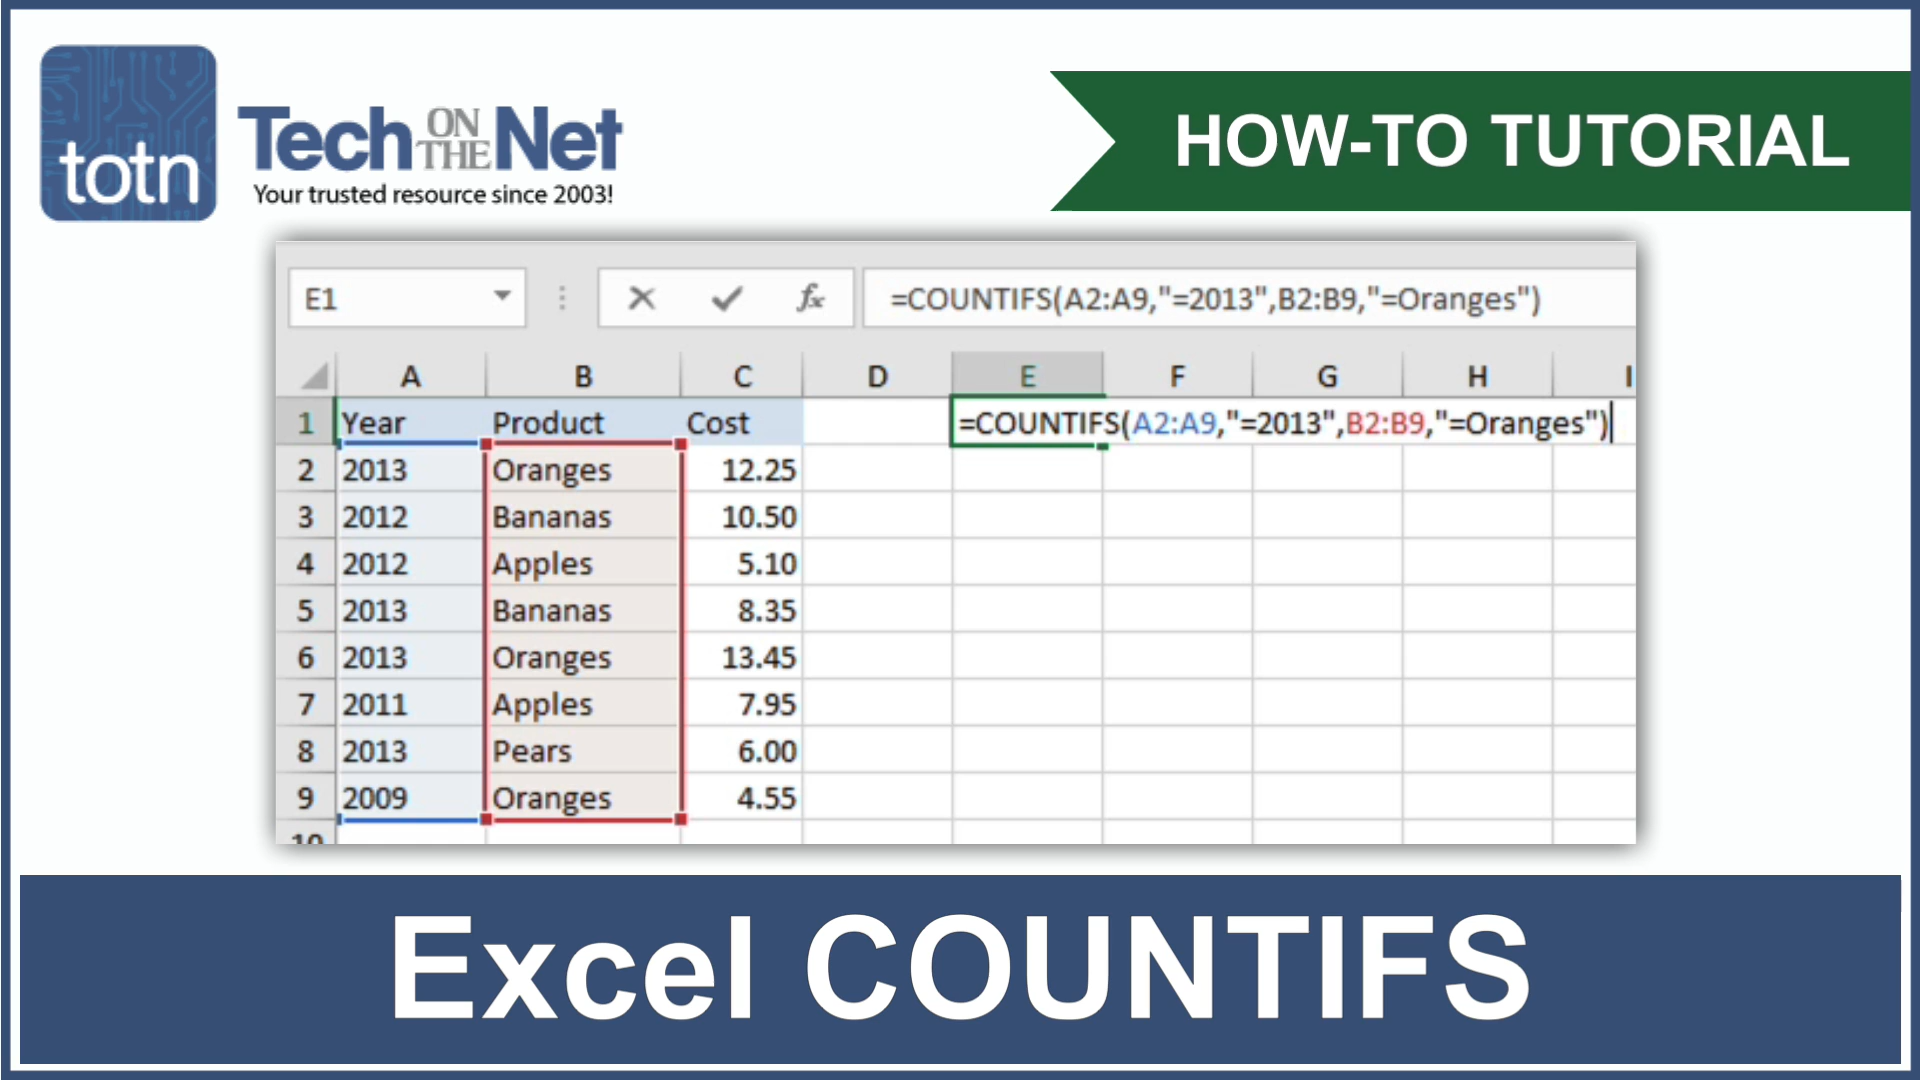 totn
Tech ON THE Net
Your trusted resource since 2003!
HOW-TO TUTORIAL
E1 fx =COUNTIFS(A2:A9,"=2013",B2:B9,"=Oranges")
A B C D E F G H I
1 Year Product Cost =COUNTIFS(A2:A9,"=2013",B2:B9,"=Oranges")
2 2013 Oranges 12.25
3 2012 Bananas 10.50
4 2012 Apples 5.10
5 2013 Bananas 8.35
6 2013 Oranges 13.45
7 2011 Apples 7.95
8 2013 Pears 6.00
9 2009 Oranges 4.55
10
Excel COUNTIFS